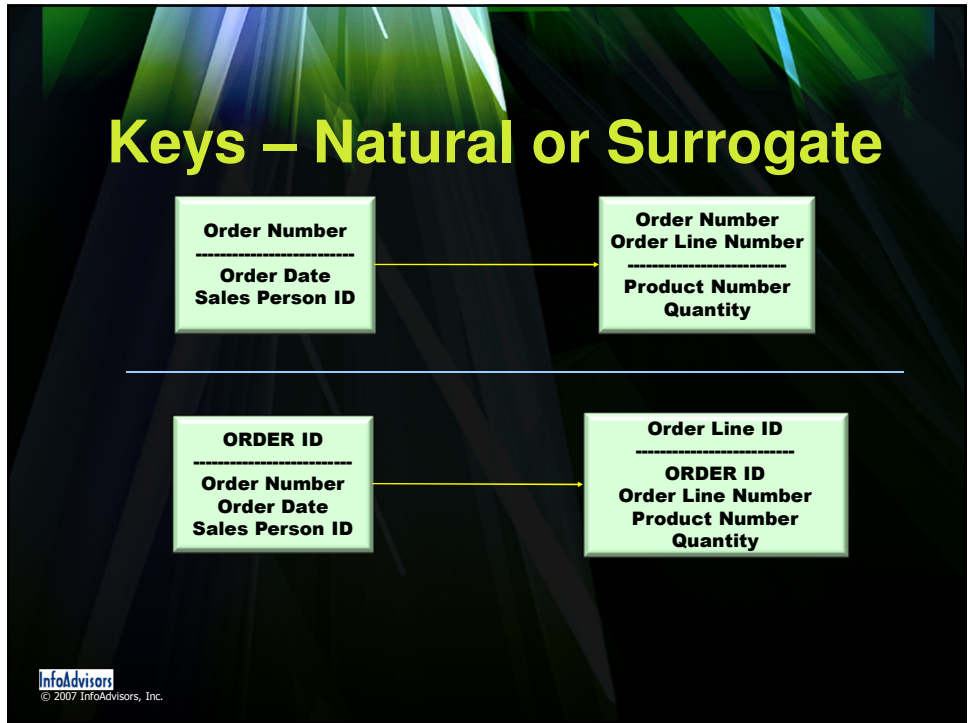 Keys – Natural or Surrogate
Order Number
--------------------------
Order Date
Sales Person ID
Order Number
Order Line Number
--------------------------
Product Number
Quantity
ORDER ID
--------------------------
Order Number
Order Date
Sales Person ID
Order Line ID
--------------------------
ORDER ID
Order Line Number
Product Number
Quantity
InfoAdvisors
© 2007 InfoAdvisors, Inc.